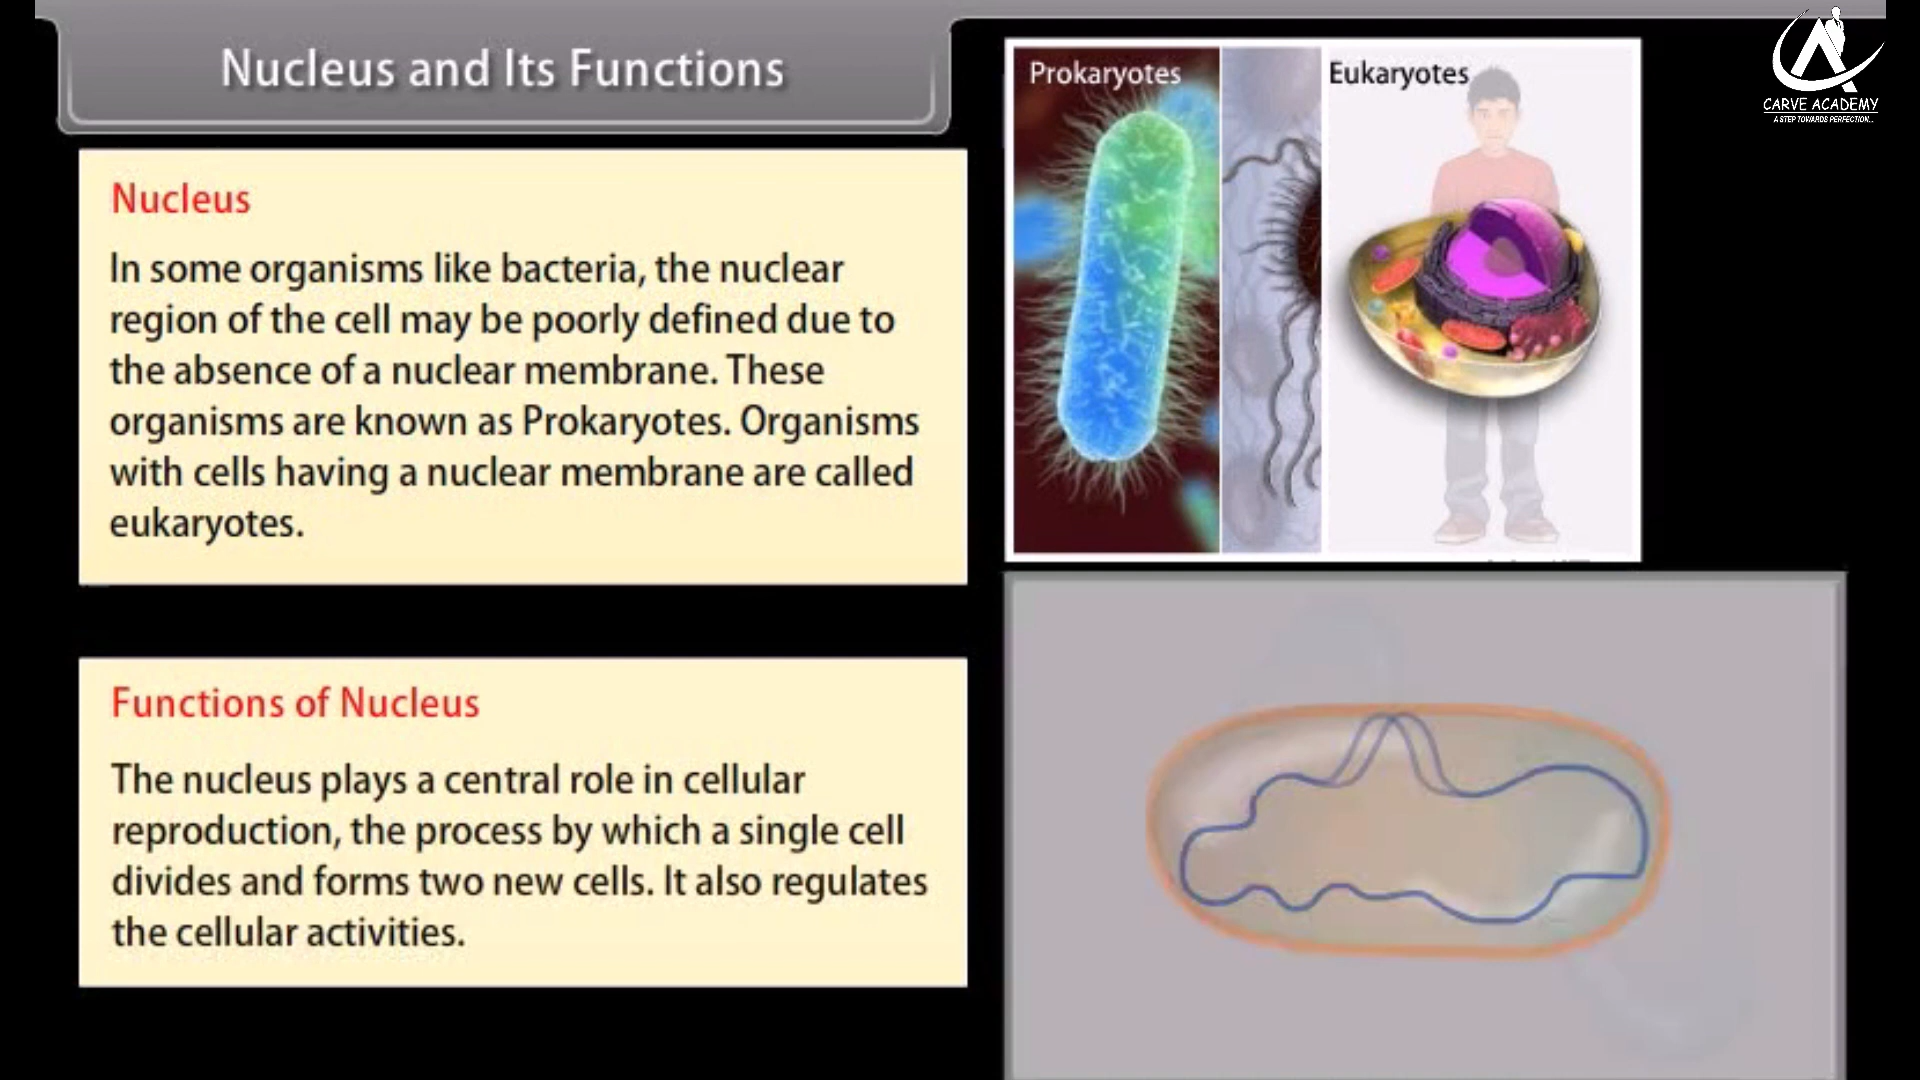 Nucleus and Its Functions
Nucleus
In some organisms like bacteria, the nuclear
region of the cell may be poorly defined due to
the absence of a nuclear membrane. These
organisms are known as Prokaryotes. Organisms
with cells having a nuclear membrane are called
eukaryotes.
Functions of Nucleus
The nucleus plays a central role in cellular
reproduction, the process by which a single cell
divides and forms two new cells. It also regulates
the cellular activities.
Prokaryotes
Eukaryotes
CARVE ACADEMY
A STEP TOWARDS PERFECTION...